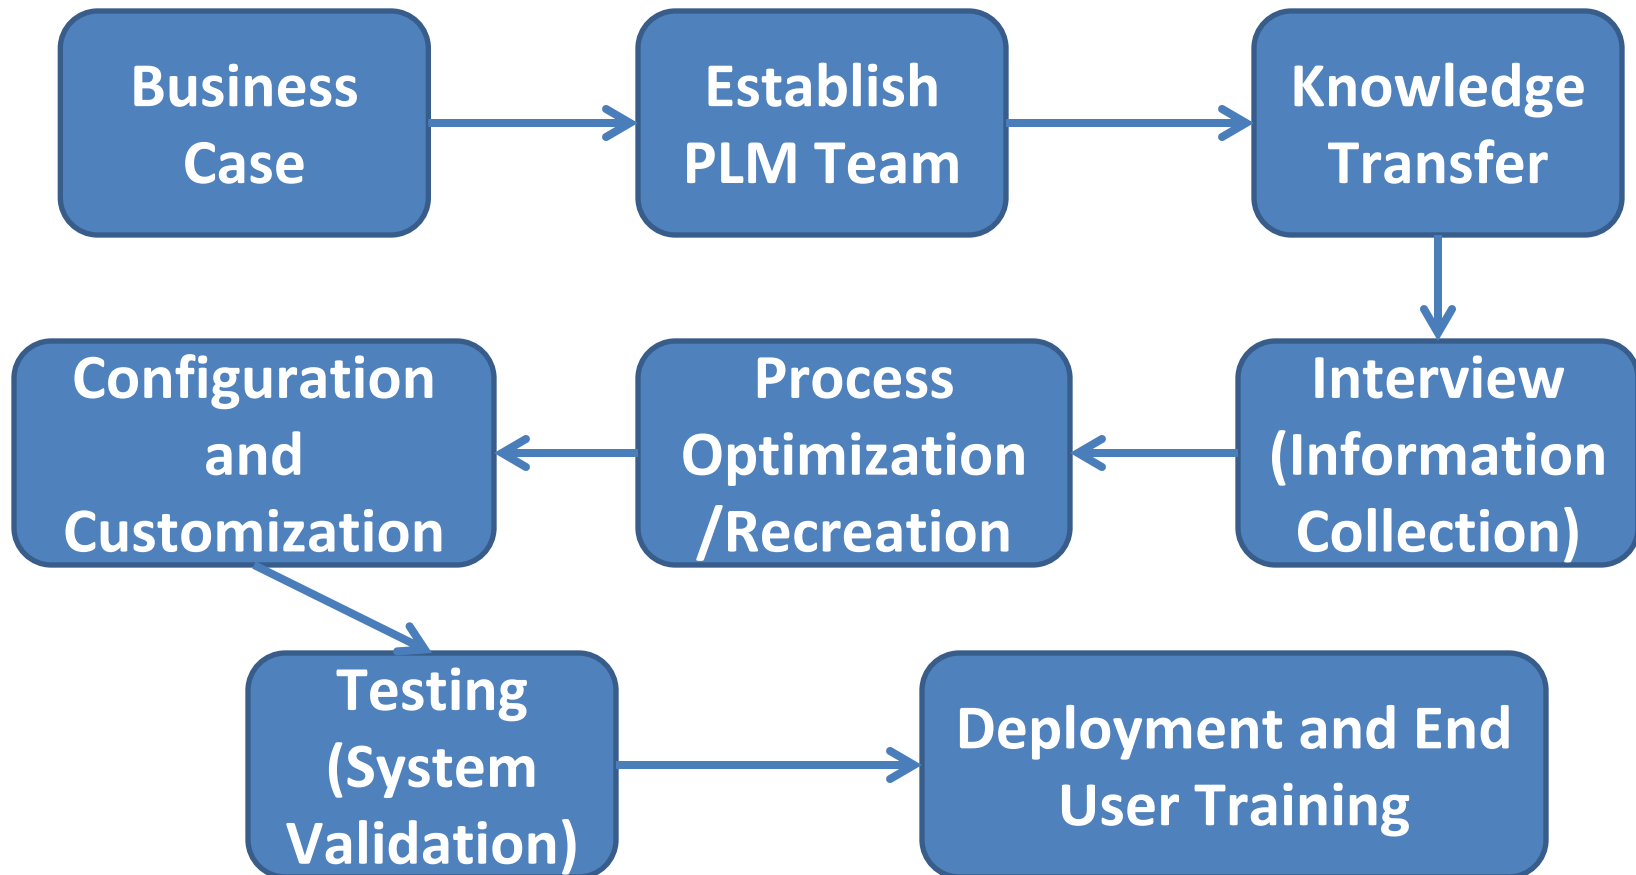 Business
Case
Establish
PLM Team
Knowledge
Transfer
Interview
(Information
Collection)
Process
Optimization
/Recreation
Configuration
and
Customization
Testing
(System
Validation)
Deployment and End
User Training